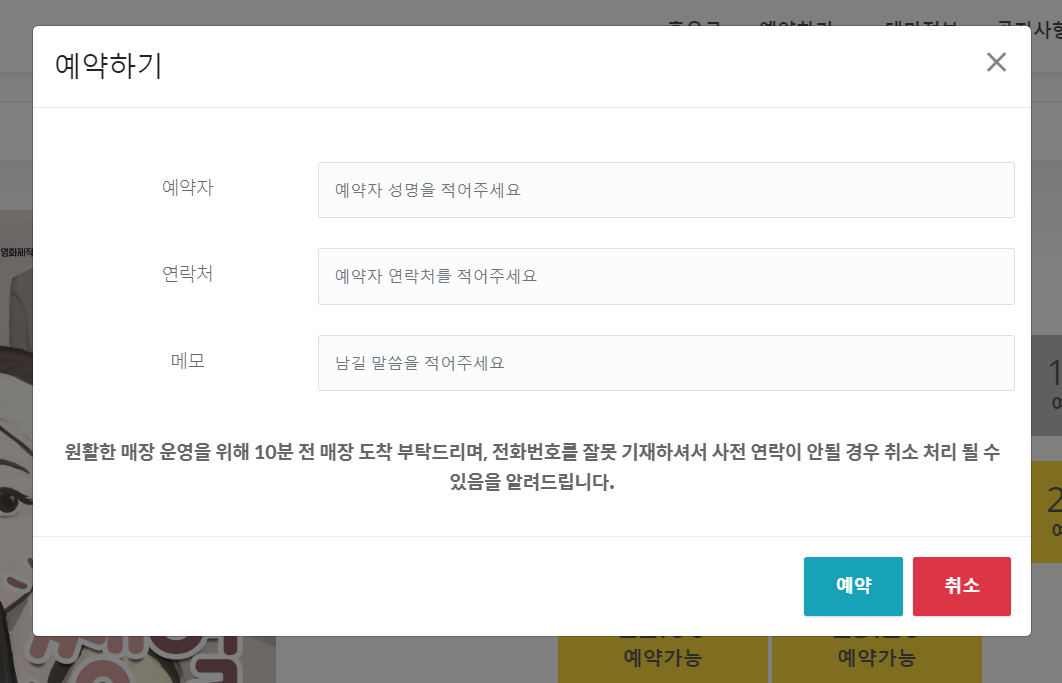 예약하기
예약자
예약자 성명을 적어주세요
연락처
예약자 연락처를 적어주세요
메모
남길 말씀을 적어주세요
원활한 매장 운영을 위해 10분 전 매장 도착 부탁드리며, 전화번호를 잘못 기재하셔서 사전 연락이 안될 경우 취소 처리 될 수
있음을 알려드립니다.
예약
취소
영화제작
예약가능
예약가능